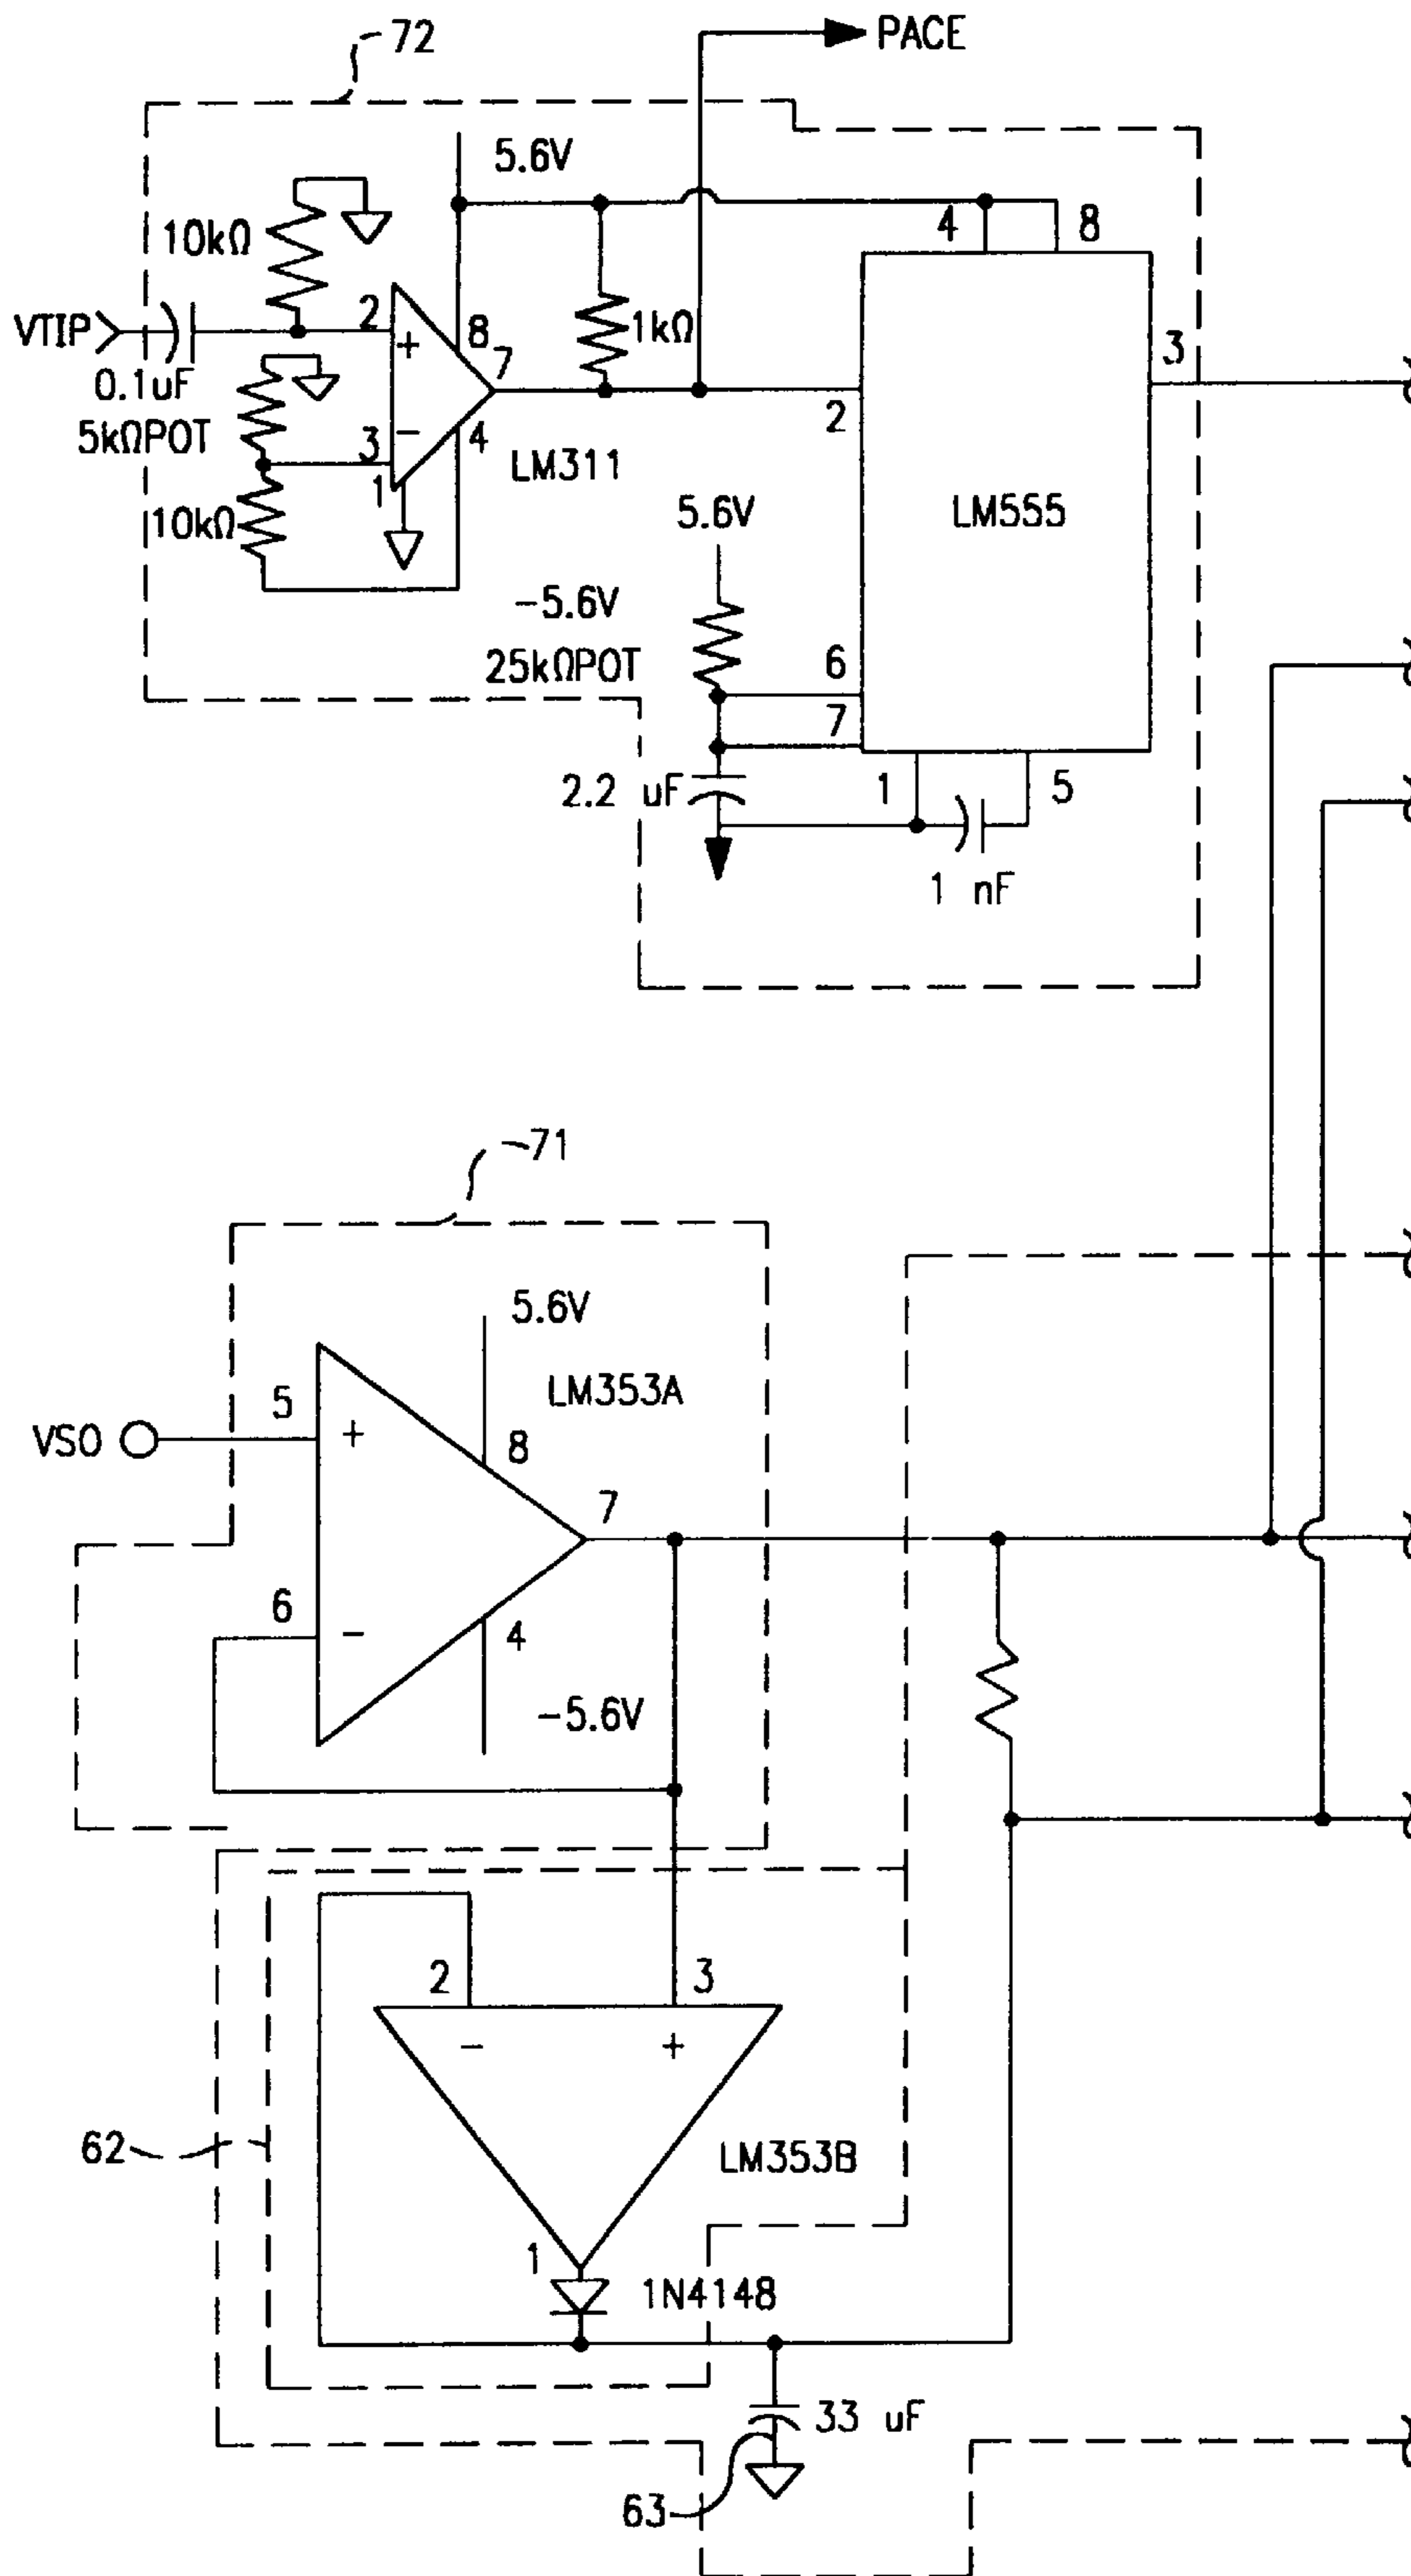 72
PACE
5.6V
10kΩ
4
8
VTIP
2
+
8
7
1kΩ
3
0.1uF
5kΩPOT
3
−
4
2
1
LM311
10kΩ
5.6V
LM555
−5.6V
25kΩPOT
6
7
2.2 uF
1
5
1 nF
71
5.6V
LM353A
5
+
8
VSO
7
6
−
4
−5.6V
2
3
−
+
62
LM353B
1
1N4148
33 uF
63